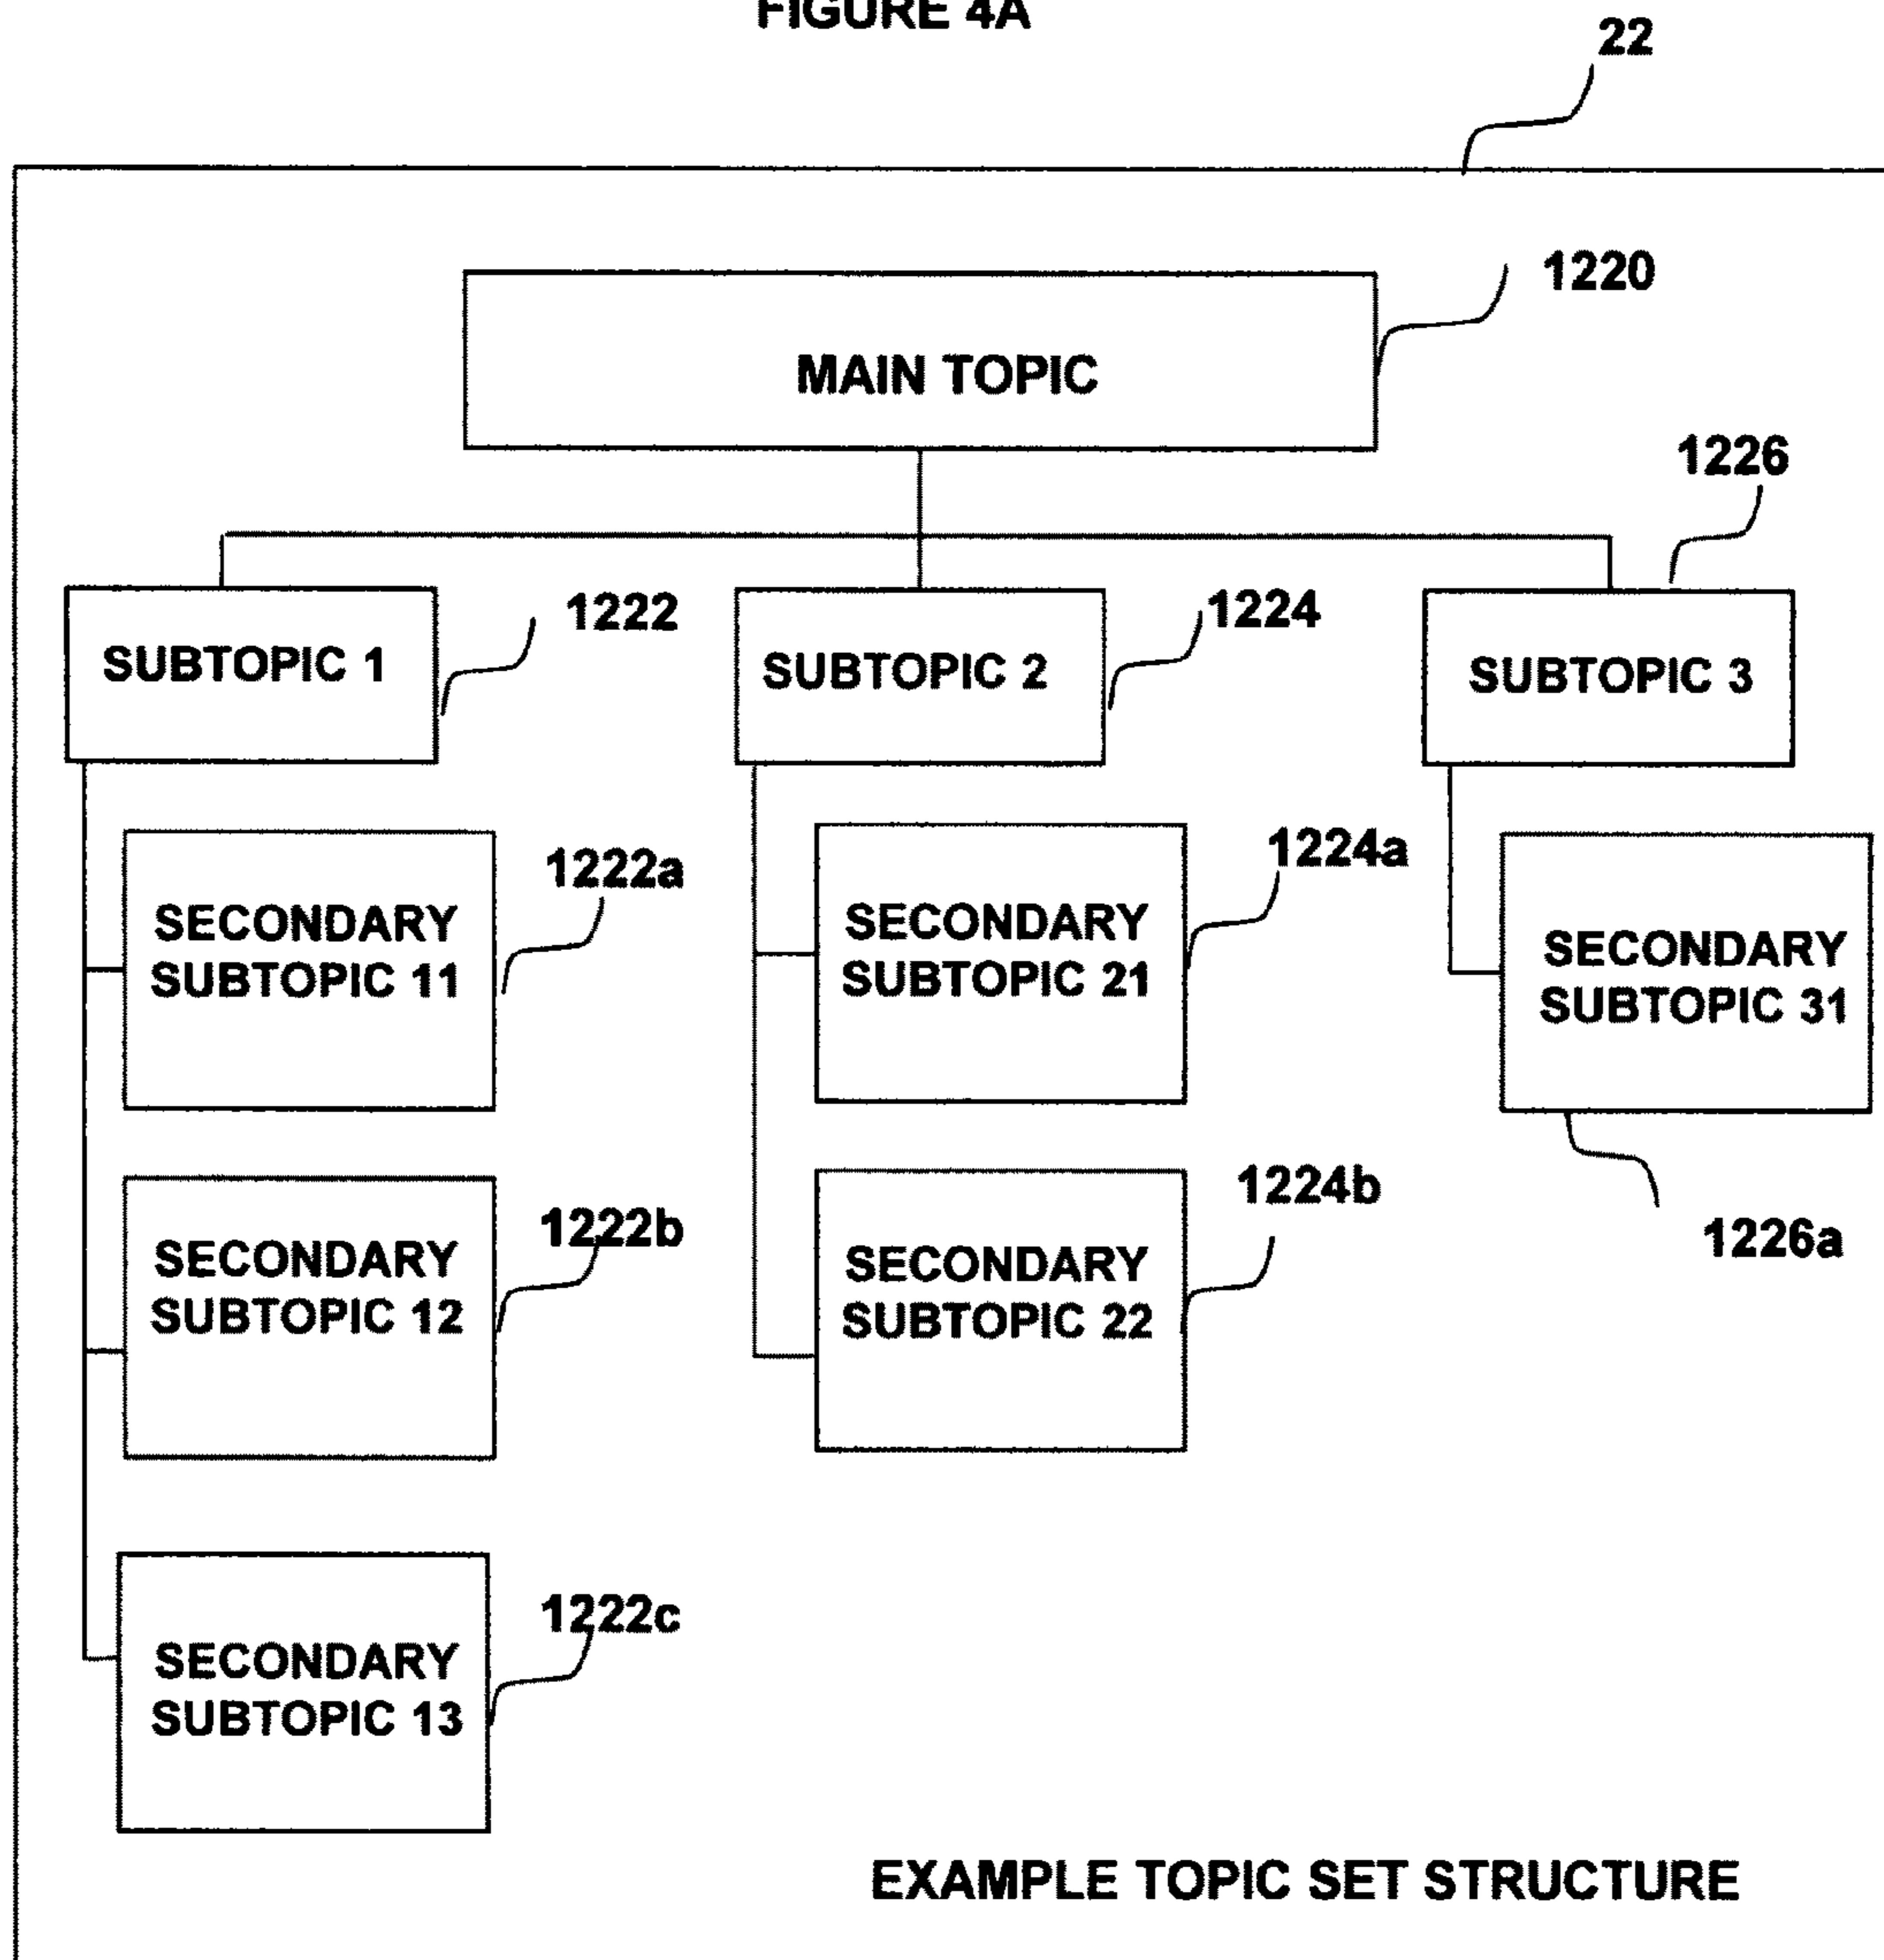 FIGURE 4A
22
1220
MAIN TOPIC
1226
1222
1224
SUBTOPIC 1
SUBTOPIC 2
SUBTOPIC 3
1222a
SECONDARY
SUBTOPIC 11
1224a
SECONDARY
SUBTOPIC 21
SECONDARY
SUBTOPIC 31
1226a
1222b
SECONDARY
SUBTOPIC 12
1224b
SECONDARY
SUBTOPIC 22
1222c
SECONDARY
SUBTOPIC 13
EXAMPLE TOPIC SET STRUCTURE